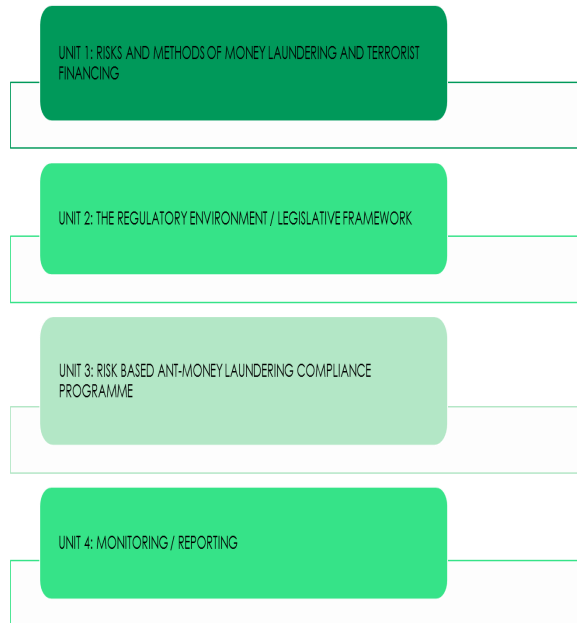 UNIT 1: RISKS AND METHODS OF MONEY LAUNDERING AND TERRORIST
FINANCING
UNIT 2: THE REGULATORY ENVIRONMENT / LEGISLATIVE FRAMEWORK
UNIT 3: RISK BASED ANT-MONEY LAUNDERING COMPLIANCE
PROGRAMME
UNIT 4: MONITORING / REPORTING